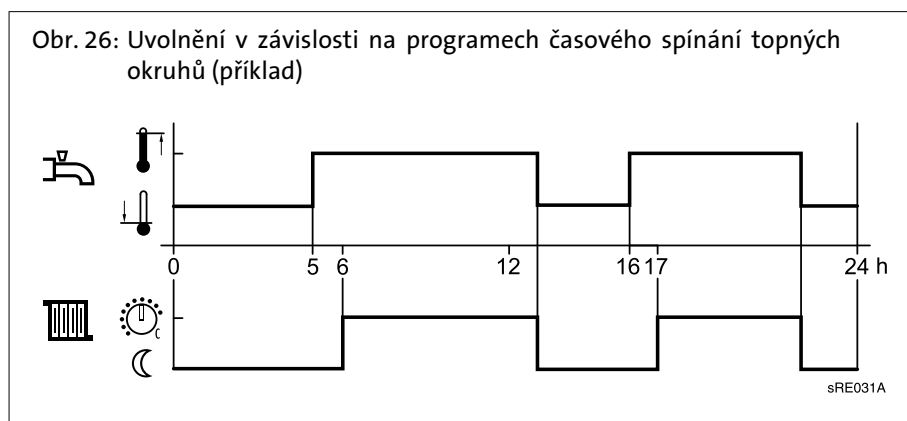 Obr. 26: Uvolnění v závislosti na programech časového spínání topných
okruhů (příklad)
0 5 6 12 16 17 24 h
C
sRE031A